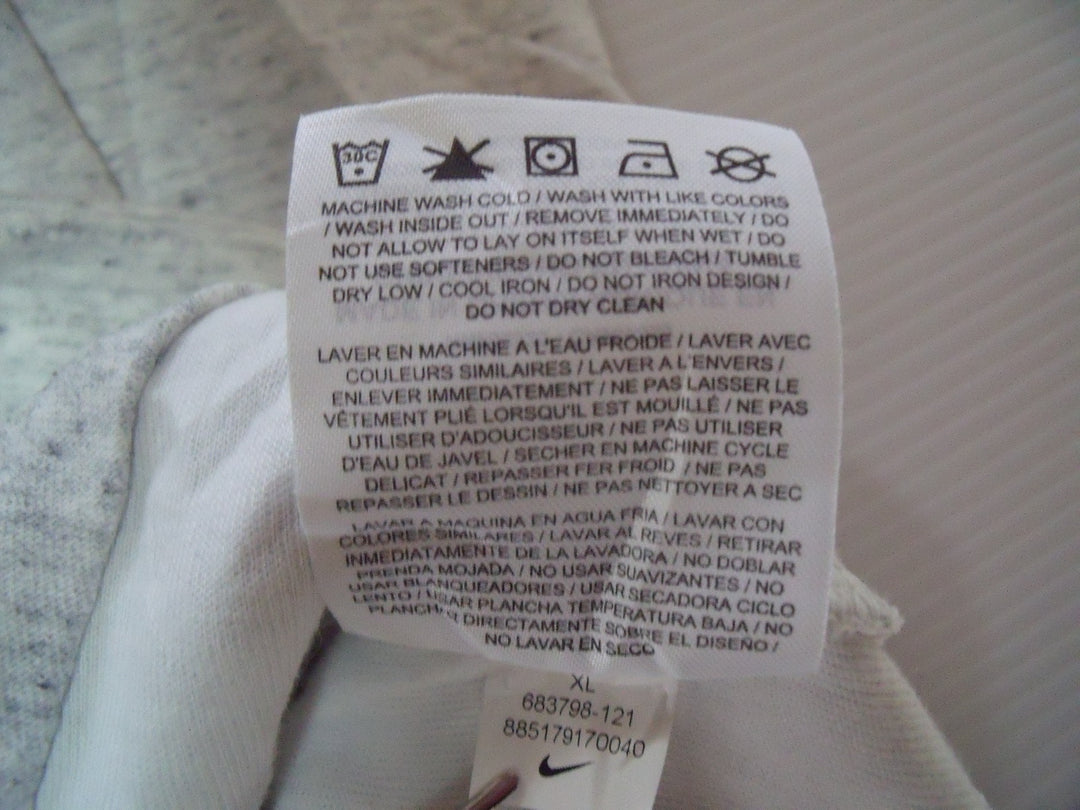 30C
MACHINE WASH COLD / WASH WITH LIKE COLORS
/ WASH INSIDE OUT / REMOVE IMMEDIATELY / DO
NOT ALLOW TO LAY ON ITSELF WHEN WET / DO
NOT USE SOFTENERS / DO NOT BLEACH / TUMBLE
DRY LOW / COOL IRON / DO NOT IRON DESIGN /
DO NOT DRY CLEAN
LAVER EN MACHINE A L'EAU FROIDE / LAVER AVEC
COULEURS SIMILAIRES / LAVER A L'ENVERS /
ENLEVER IMMEDIATEMENT / NE PAS LAISSER LE
VÊTEMENT PLIÉ LORSQU'IL EST MOUILLÉ / NE PAS
UTILISER D'ADOUCISSEUR / NE PAS UTILISER
D'EAU DE JAVEL / SECHER EN MACHINE CYCLE
DELICAT / REPASSER FER FROID / NE PAS
REPASSER LE DESSIN / NE PAS NETTOYER A SEC
LAVAR A MAQUINA EN AGUA FRIA / LAVAR CON
COLORES SIMILARES / LAVAR AL REVES / RETIRAR
INMEDIATAMENTE DE LA LAVADORA / NO DOBLAR
PRENDA MOJADA / NO USAR SUAVIZANTES / NO
USAR BLANQUEADORES / USAR SECADORA CICLO
LENTO / USAR PLANCHA TEMPERATURA BAJA / NO
PLANCHAR DIRECTAMENTE SOBRE EL DISEÑO /
NO LAVAR EN SECO
XL
683798-121
885179170040